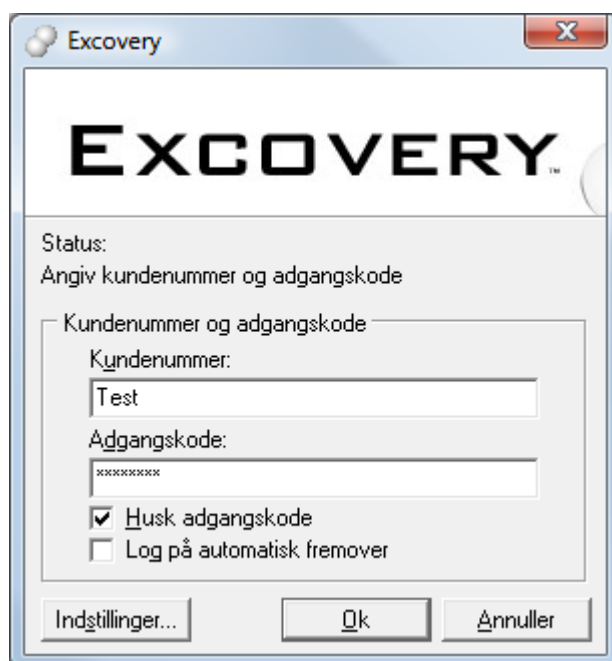 Excovery
EXCOVERY™
Status:
Angiv kundenummer og adgangskode
Kundenummer og adgangskode
Kundenummer:
Test
Adgangskode:
********
Husk adgangskode
Log på automatisk fremover
Indstillinger...
Ok
Annuller